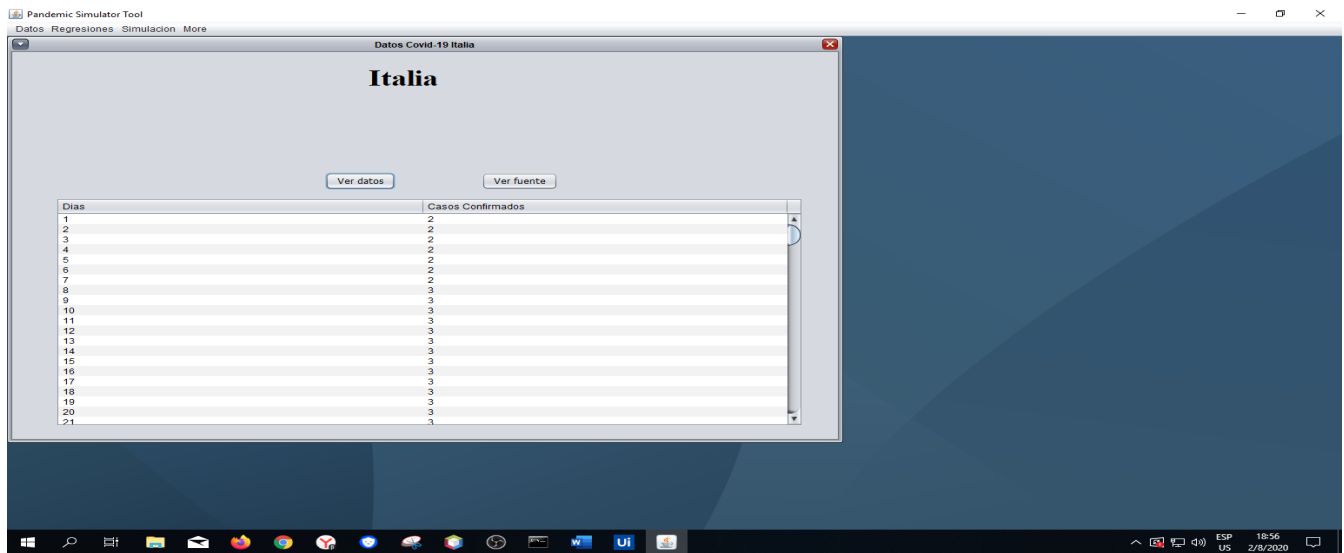 Pandemic Simulator Tool
Datos Regresiones Simulacion More
Datos Covid-19 Italia
Italia
Ver datos Ver fuente
Dias Casos Confirmados
1 2
2 2
3 2
4 2
5 2
6 2
7 2
8 3
9 3
10 3
11 3
12 3
13 3
14 3
15 3
16 3
17 3
18 3
19 3
20 3
21 3
W Ui
ESP 18:56
US 2/8/2020